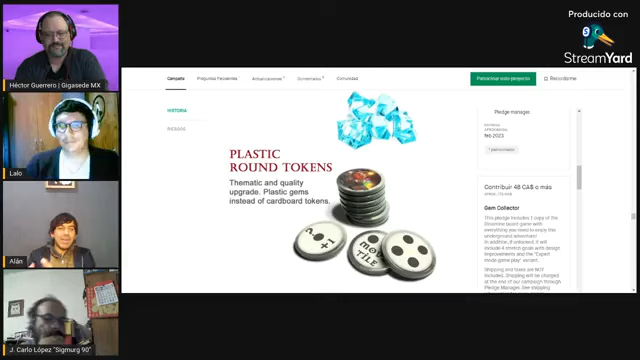 Producido con
StreamYard
Héctor Guerrero | Gigasede MX
Lalo
Alán
J. Carlo López "Sigmurg 90"
Campaña
Preguntas frecuentes
Actualizaciones
Comentarios
Comunidad
Patrocinar este proyecto
Recordarme
HISTORIA
RIESGOS
PLASTIC
ROUND TOKENS
Thematic and quality
upgrade. Plastic gems
instead of cardboard tokens.
MOVE
TILE
Pledge manager
feb 2023
1 patrocinador
Contribuir 48 CA$ o más
Gem Collector
This pledge includes 1 copy of the
board game with
everything you need to enjoy this
underground adventure!
In addition, if unlocked, it will
include 4 stretch goals with design
improvements and the "Expert
mode game play" variant.
Shipping and taxes are NOT
included. Shipping will be charged
at the end of our campaign through
Pledge Manager. See shipping